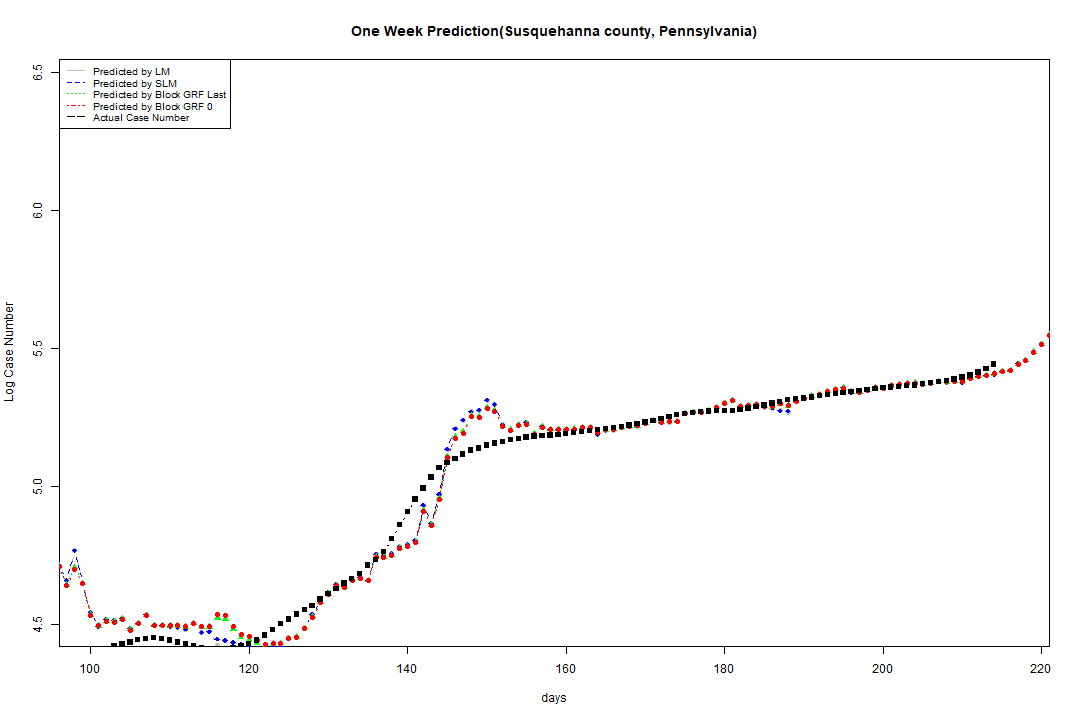 One Week Prediction(Susquehanna county, Pennsylvania)
Predicted by LM
Predicted by SLM
Predicted by Block GRF Last
Predicted by Block GRF 0
Actual Case Number
6.5
6.0
5.5
5.0
4.5
Log Case Number
100 120 140 160 180 200 220
days